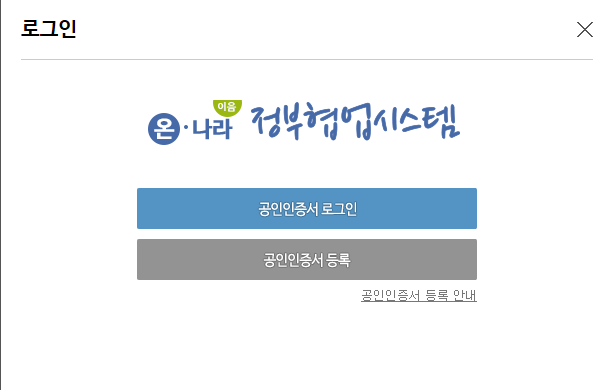 로그인
이음
온·나라 정부협업시스템
공인인증서 로그인
공인인증서 등록
공인인증서 등록 안내